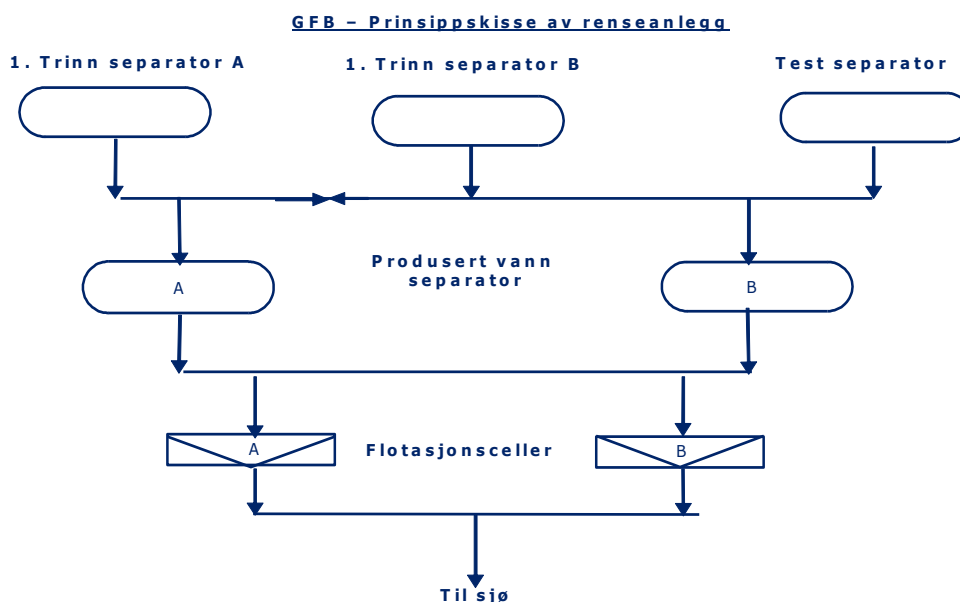 GFB – Prinsippskisse av renseanlegg
1. Trinn separator A
1. Trinn separator B
Test separator
Produsert vann
separator
A
B
A
Flotasjonsceller
B
Til sjø